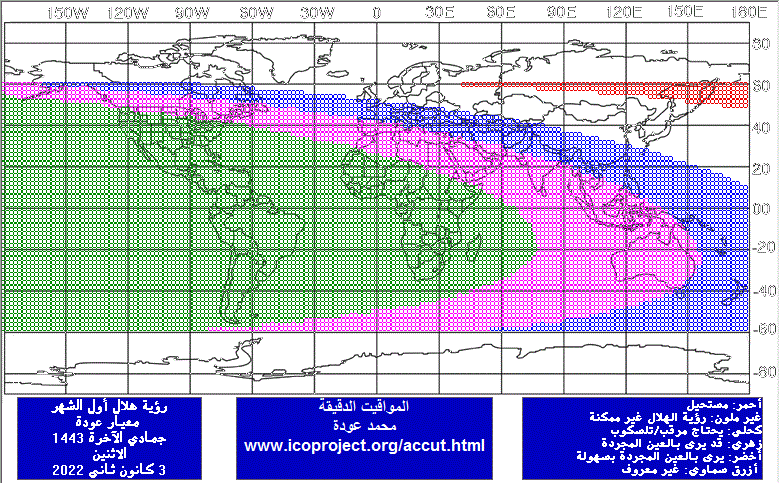 150W 120W 90W 60W 30W 0 30E 60E 90E 120E 150E 180E
80
60
40
20
00
-20
-40
-60
-80
رؤية هلال أول الشهر
معيار عودة
جمادي الآخرة 1443
الاثنين
3 كانون ثاني 2022
المواقيت الدقيقة
محمد عودة
www.icoproject.org/accut.html
أحمر: مستحيل
غير ملون: رؤية الهلال غير ممكنة
كحلي: يحتاج مرقب/تلسكوب
زهري: قد يرى بالعين المجردة
أخضر: يرى بالعين المجردة بسهولة
أزرق سماوي: غير معروف